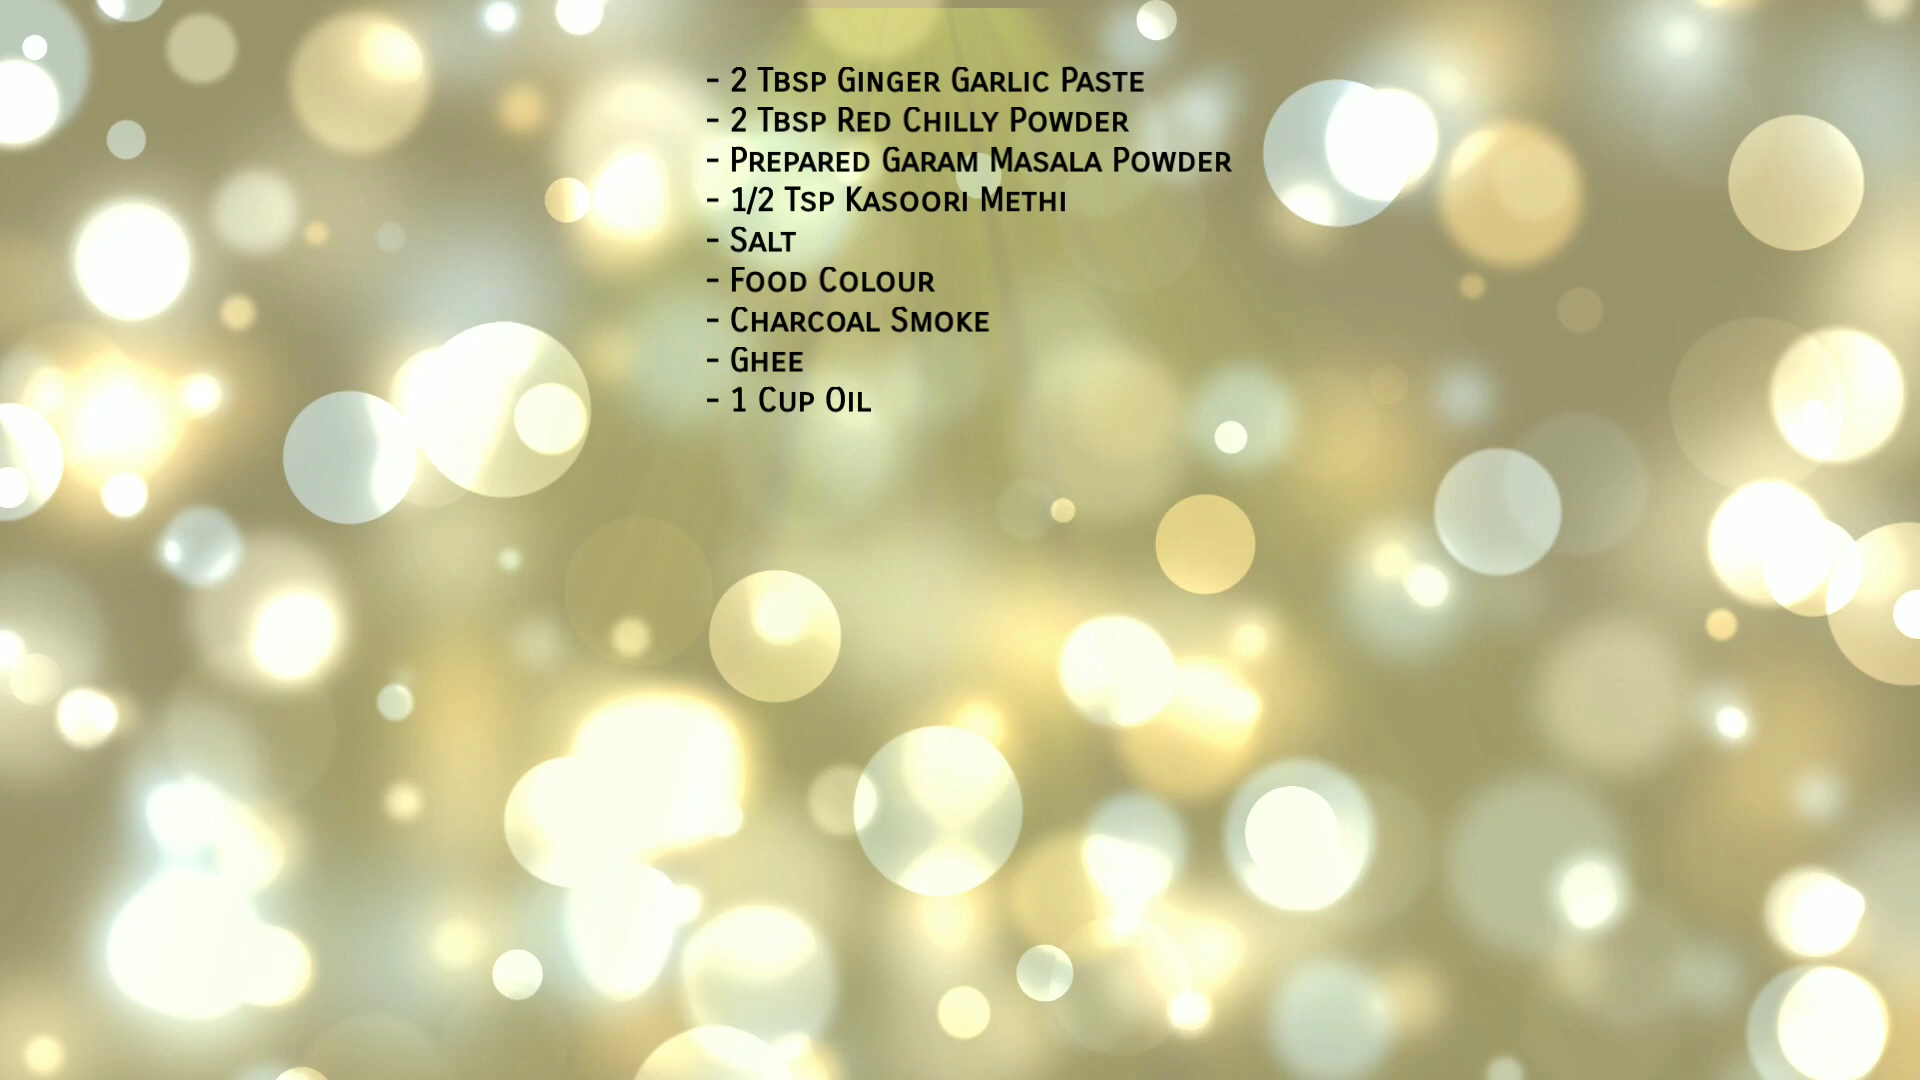 - 2 Tbsp Ginger Garlic Paste
- 2 Tbsp Red Chilly Powder
- Prepared Garam Masala Powder
- 1/2 Tsp Kasoori Methi
- Salt
- Food Colour
- Charcoal Smoke
- Ghee
- 1 Cup Oil